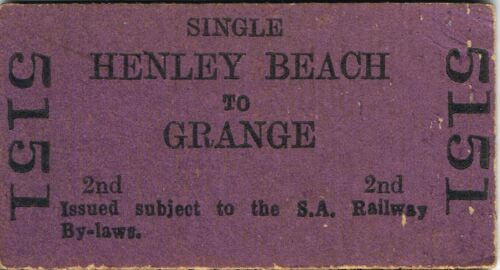 SINGLE
HENLEY BEACH
TO
GRANGE
2nd 2nd
Issued subject to the S.A. Railway
By-laws.
5151
5151